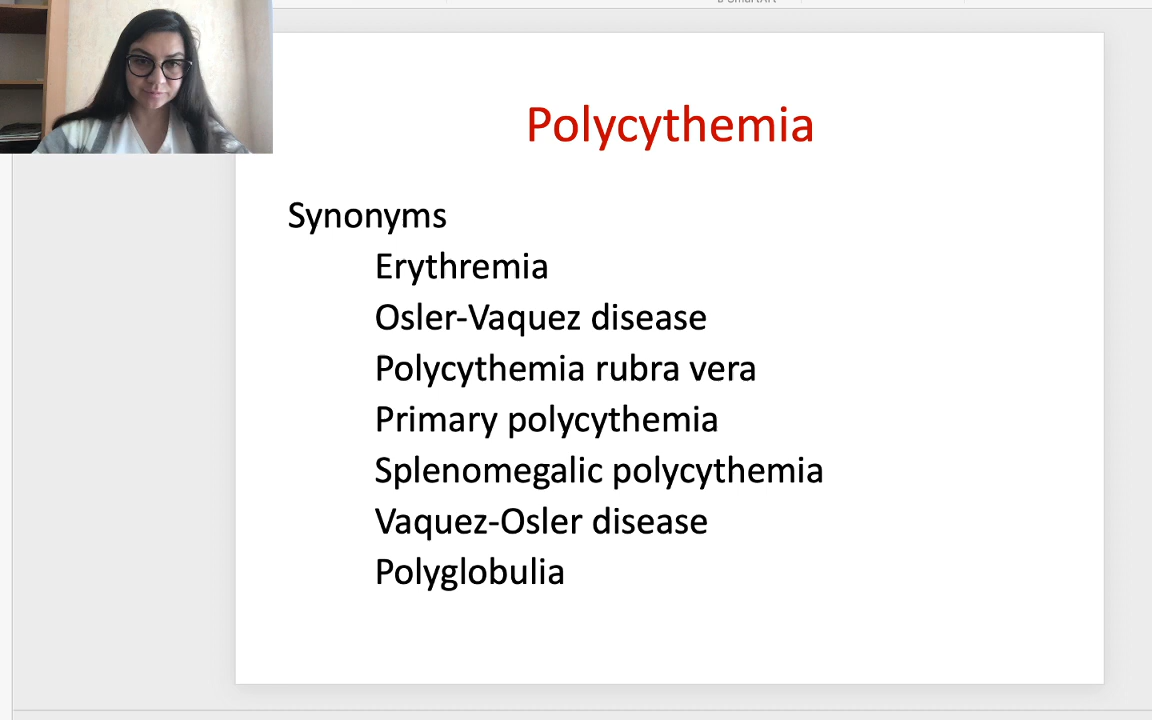 Polycythemia
Synonyms
Erythremia
Osler-Vaquez disease
Polycythemia rubra vera
Primary polycythemia
Splenomegalic polycythemia
Vaquez-Osler disease
Polyglobulia